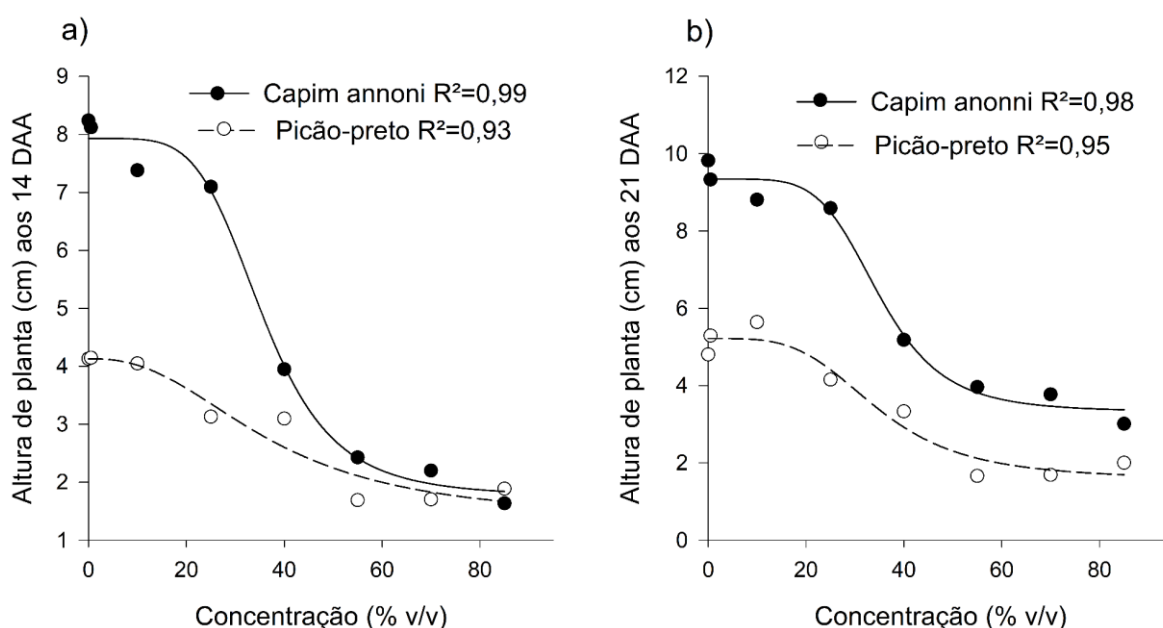 a)
Altura de planta (cm) aos 14 DAA
9
8
7
6
5
4
3
2
1
Capim annoni R²=0,99
Picão-preto R²=0,93
0
20
40
60
80
Concentração (% v/v)
b)
Altura de planta (cm) aos 21 DAA
12
10
8
6
4
2
0
Capim anonni R²=0,98
Picão-preto R²=0,95
0
20
40
60
80
Concentração (% v/v)